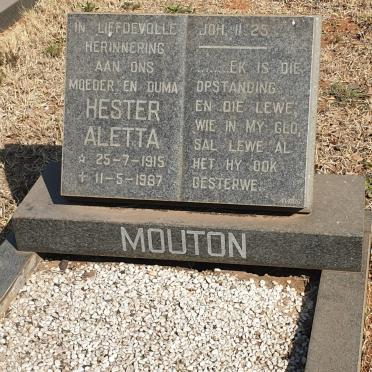 IN LIEFDEVOLLE
HERINNERING
AAN ONS
MOEDER EN OUMA
HESTER
ALETTA
☆ 25-7-1915
✝ 11-5-1987
JOH. 11:25
........EK IS DIE
OPSTANDING
EN DIE LEWE;
WIE IN MY GLO,
SAL LEWE AL
HET HY OOK
GESTERWE.
MOUTON